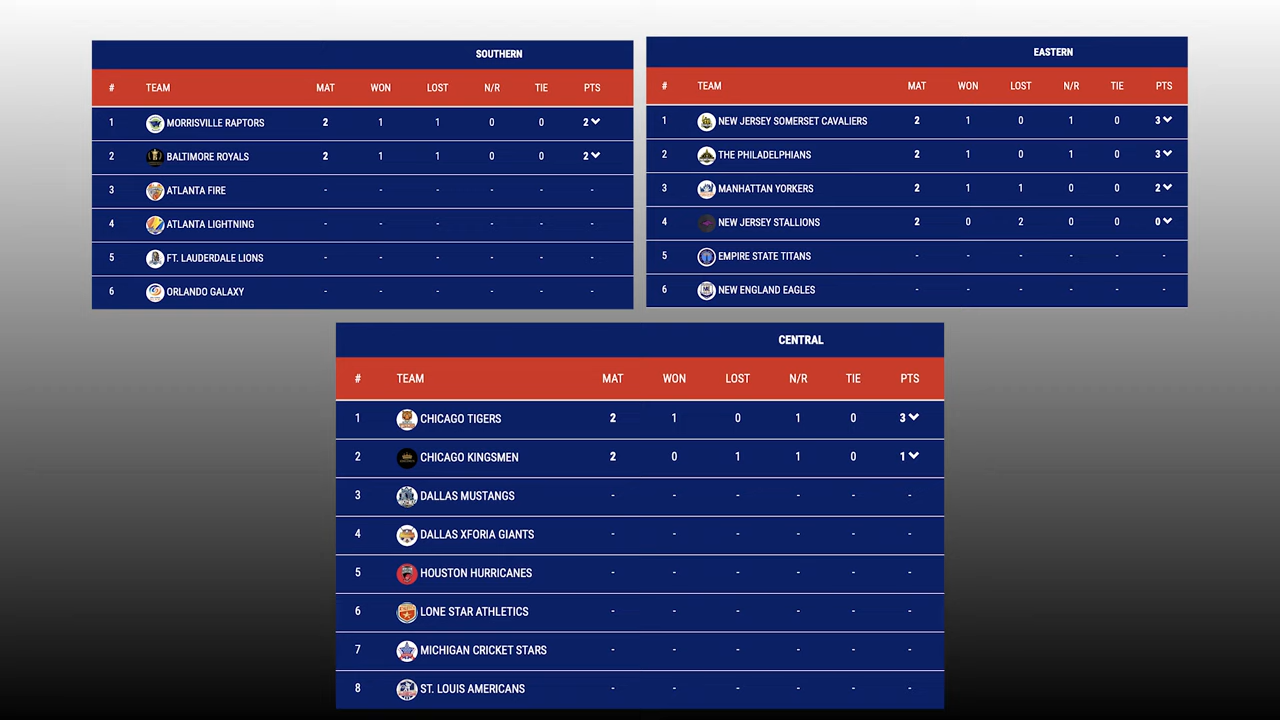 SOUTHERN
# TEAM MAT WON LOST N/R TIE PTS
1 MORRISVILLE RAPTORS 2 1 1 0 0 2
2 BALTIMORE ROYALS 2 1 1 0 0 2
3 ATLANTA FIRE - - - - - -
4 ATLANTA LIGHTNING - - - - - -
5 FT. LAUDERDALE LIONS - - - - - -
6 ORLANDO GALAXY - - - - - -
EASTERN
# TEAM MAT WON LOST N/R TIE PTS
1 NEW JERSEY SOMERSET CAVALIERS 2 1 0 1 0 3
2 THE PHILADELPHIANS 2 1 0 1 0 3
3 MANHATTAN YORKERS 2 1 1 0 0 2
4 NEW JERSEY STALLIONS 2 0 2 0 0 0
5 EMPIRE STATE TITANS - - - - - -
6 NEW ENGLAND EAGLES - - - - - -
CENTRAL
# TEAM MAT WON LOST N/R TIE PTS
1 CHICAGO TIGERS 2 1 0 1 0 3
2 CHICAGO KINGSMEN 2 0 1 1 0 1
3 DALLAS MUSTANGS - - - - - -
4 DALLAS XFORIA GIANTS - - - - - -
5 HOUSTON HURRICANES - - - - - -
6 LONE STAR ATHLETICS - - - - - -
7 MICHIGAN CRICKET STARS - - - - - -
8 ST. LOUIS AMERICANS - - - - - -